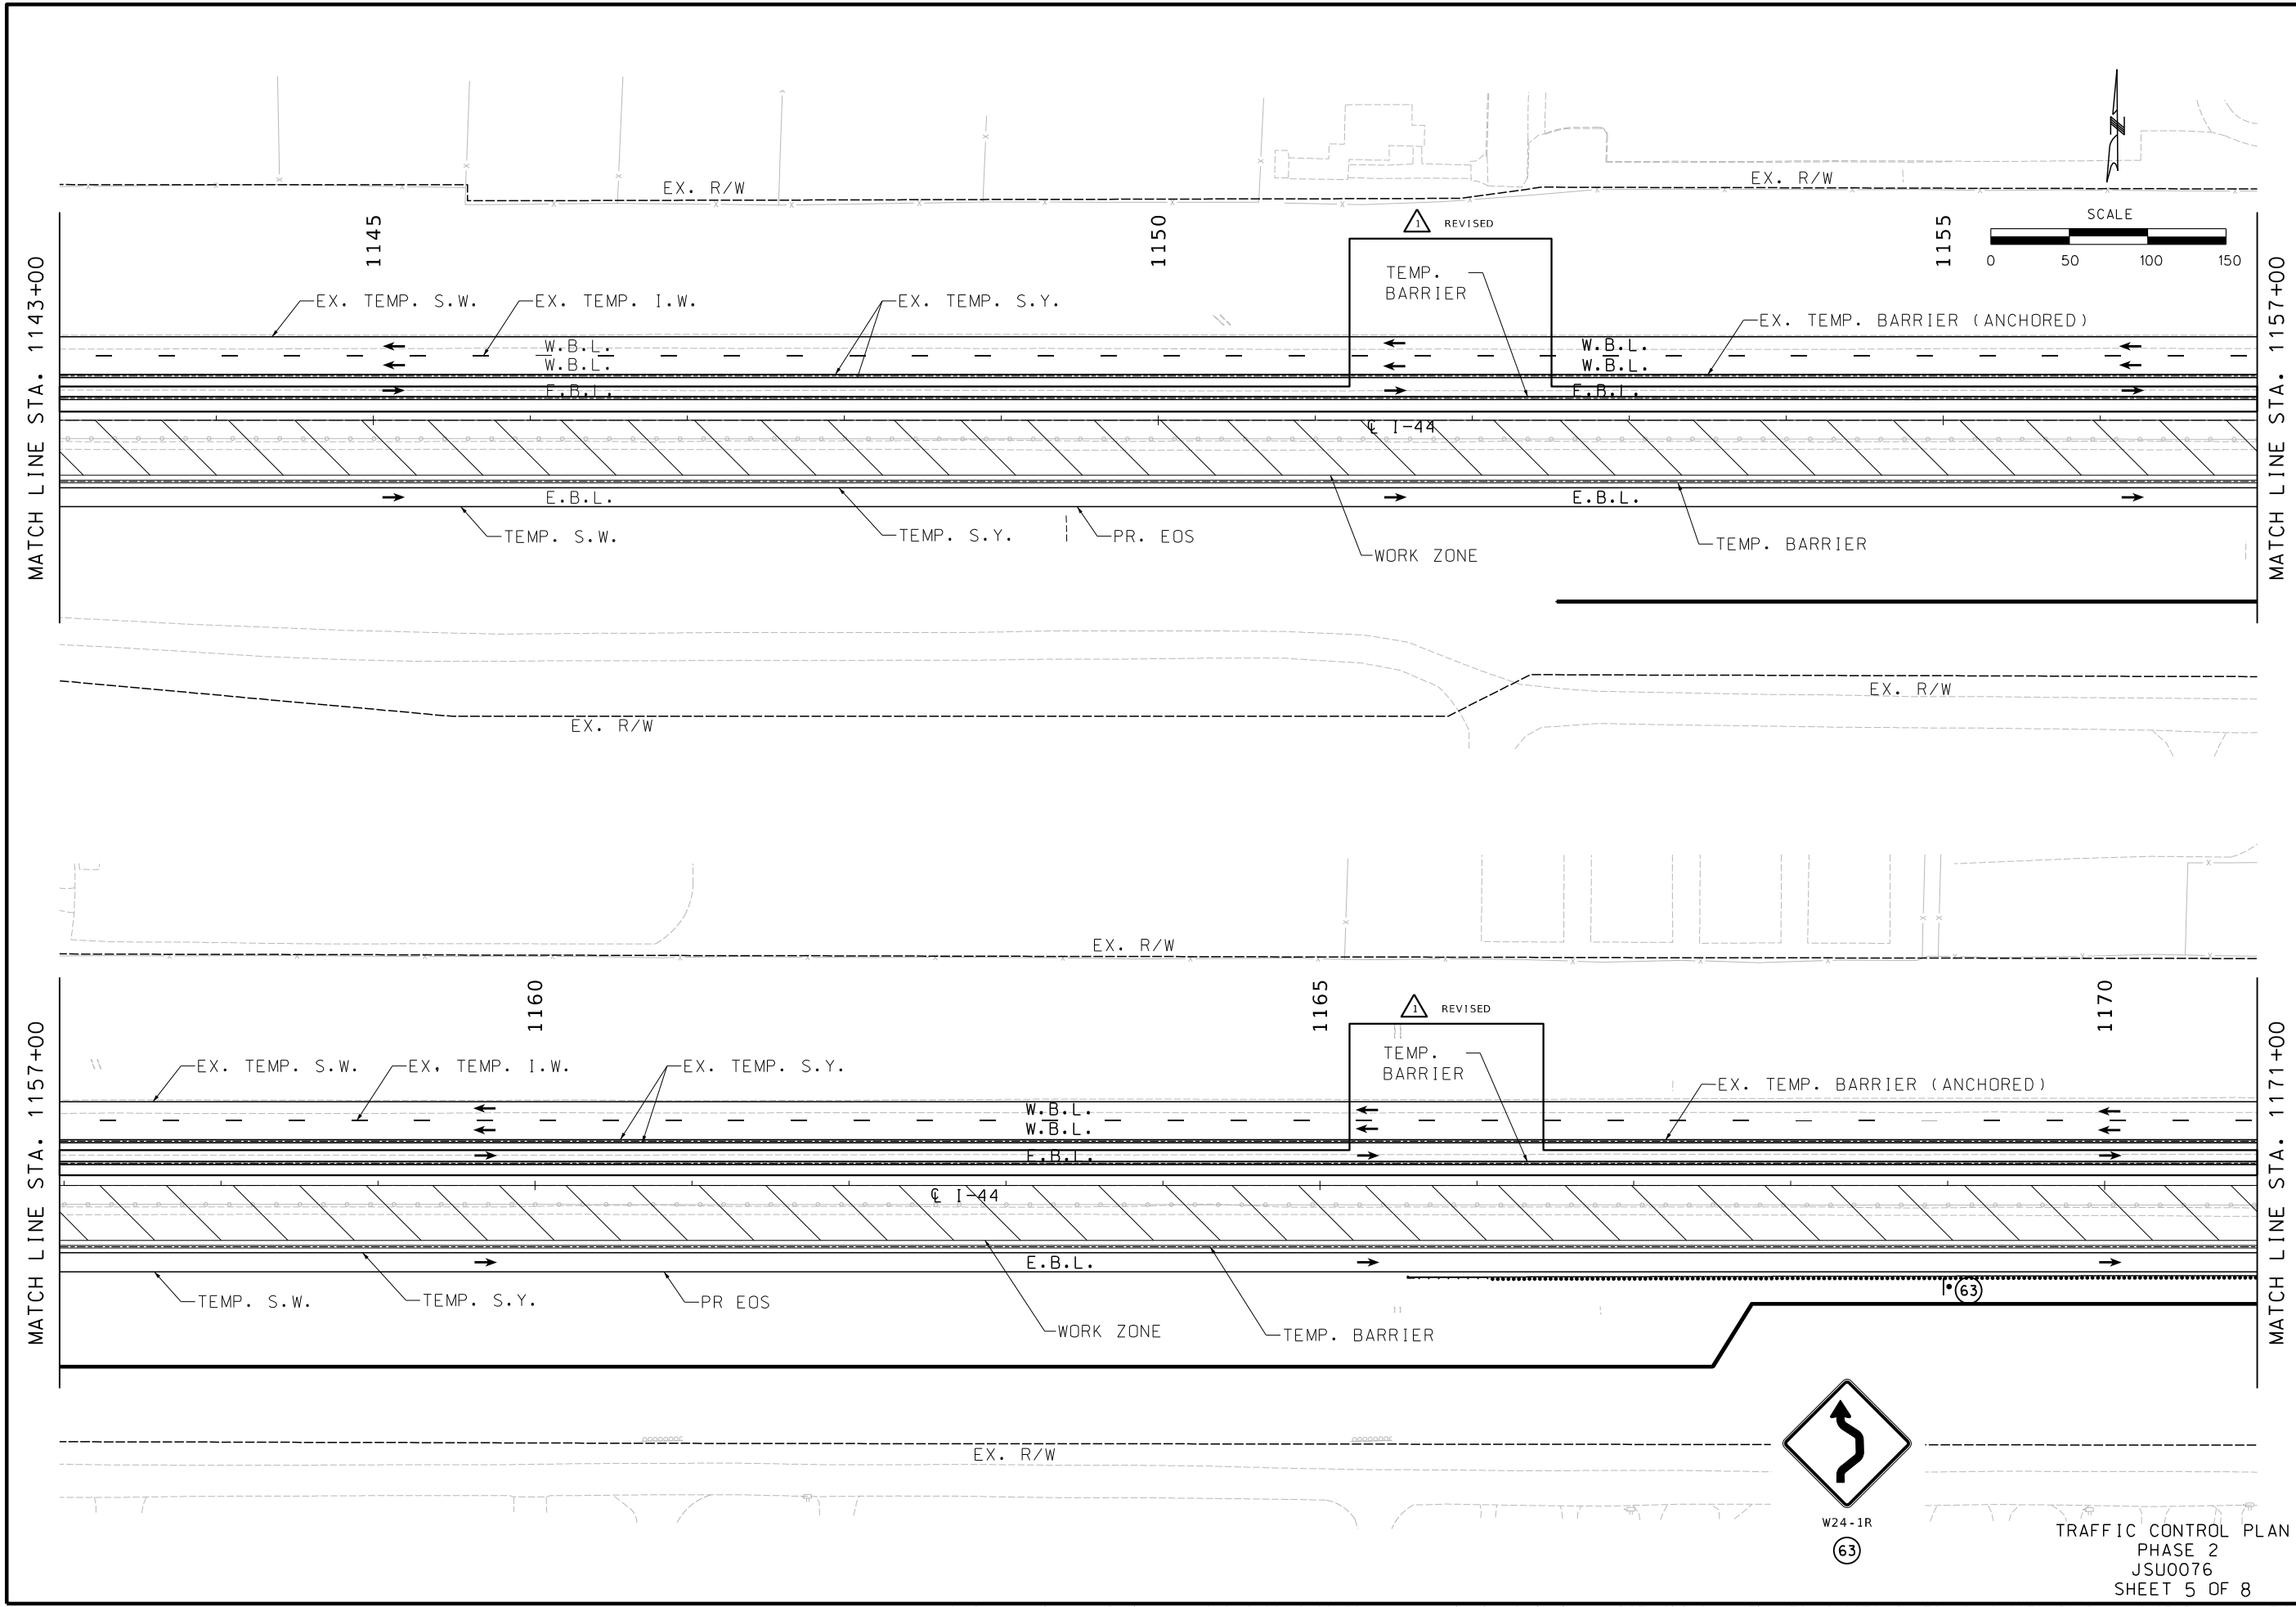 EX. R/W
EX. R/W
N
1145
1150
1155
1 REVISED
SCALE
0 50 100 150
MATCH LINE STA. 1143+00
MATCH LINE STA. 1157+00
TEMP.
BARRIER
EX. TEMP. S.W.
EX. TEMP. I.W.
EX. TEMP. S.Y.
EX. TEMP. BARRIER (ANCHORED)
W.B.L.
W.B.L.
W.B.L.
W.B.L.
E.B.L.
E.B.L.
℄ I-44
E.B.L.
E.B.L.
TEMP. S.W.
TEMP. S.Y.
PR. EOS
WORK ZONE
TEMP. BARRIER
EX. R/W
EX. R/W
EX. R/W
1160
1165
1170
1 REVISED
MATCH LINE STA. 1157+00
MATCH LINE STA. 1171+00
TEMP.
BARRIER
EX. TEMP. S.W.
EX. TEMP. I.W.
EX. TEMP. S.Y.
EX. TEMP. BARRIER (ANCHORED)
W.B.L.
W.B.L.
E.B.L.
℄ I-44
E.B.L.
63
TEMP. S.W.
TEMP. S.Y.
PR EOS
WORK ZONE
TEMP. BARRIER
EX. R/W
W24-1R
63
TRAFFIC CONTROL PLAN
PHASE 2
JSU0076
SHEET 5 OF 8